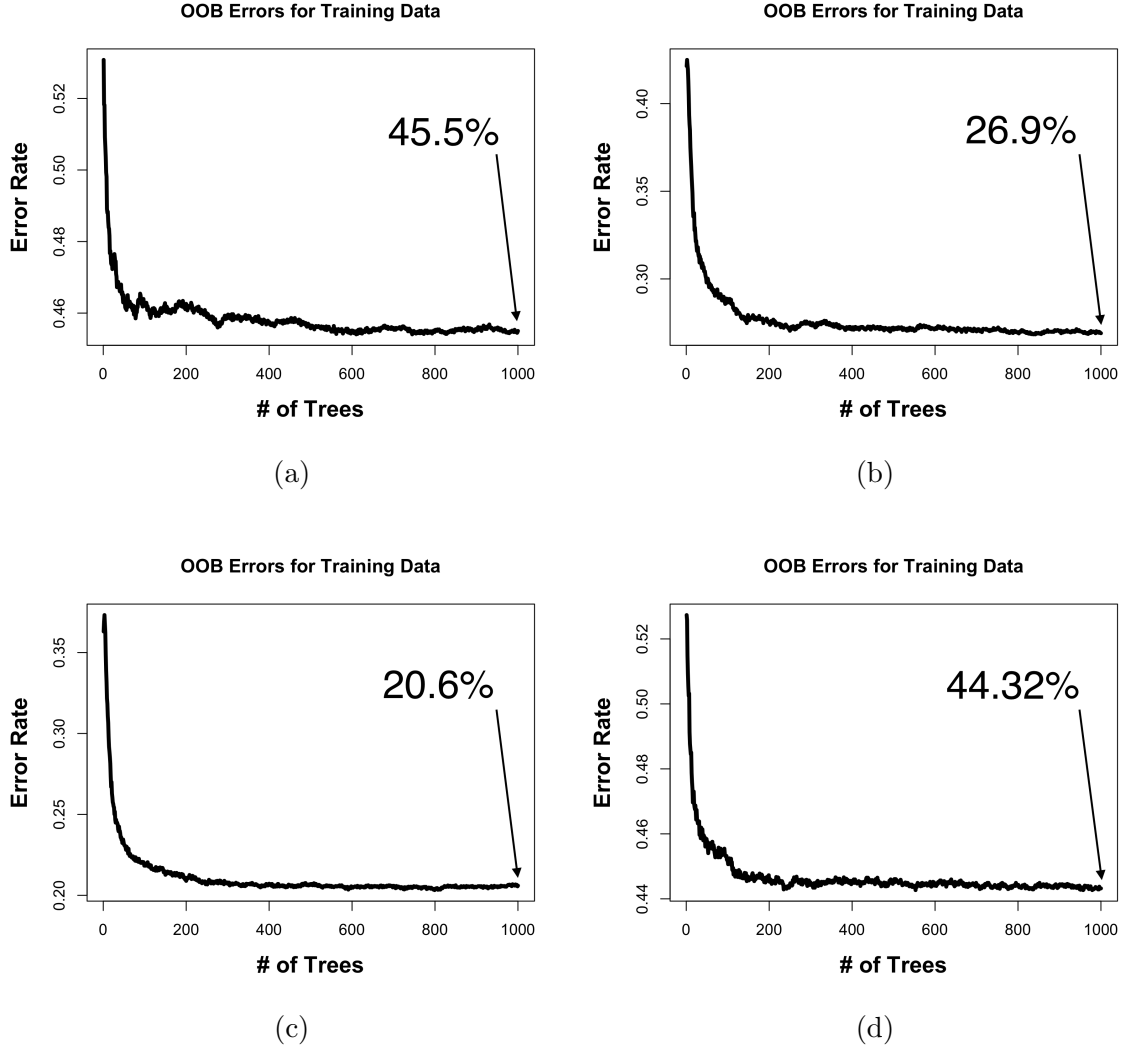 OOB Errors for Training Data
Error Rate
0.52
0.50
0.48
0.46
45.5%
0 200 400 600 800 1000
# of Trees
(a)
OOB Errors for Training Data
Error Rate
0.40
0.35
0.30
26.9%
0 200 400 600 800 1000
# of Trees
(b)
OOB Errors for Training Data
Error Rate
0.35
0.30
0.25
0.20
20.6%
0 200 400 600 800 1000
# of Trees
(c)
OOB Errors for Training Data
Error Rate
0.52
0.50
0.48
0.46
0.44
44.32%
0 200 400 600 800 1000
# of Trees
(d)